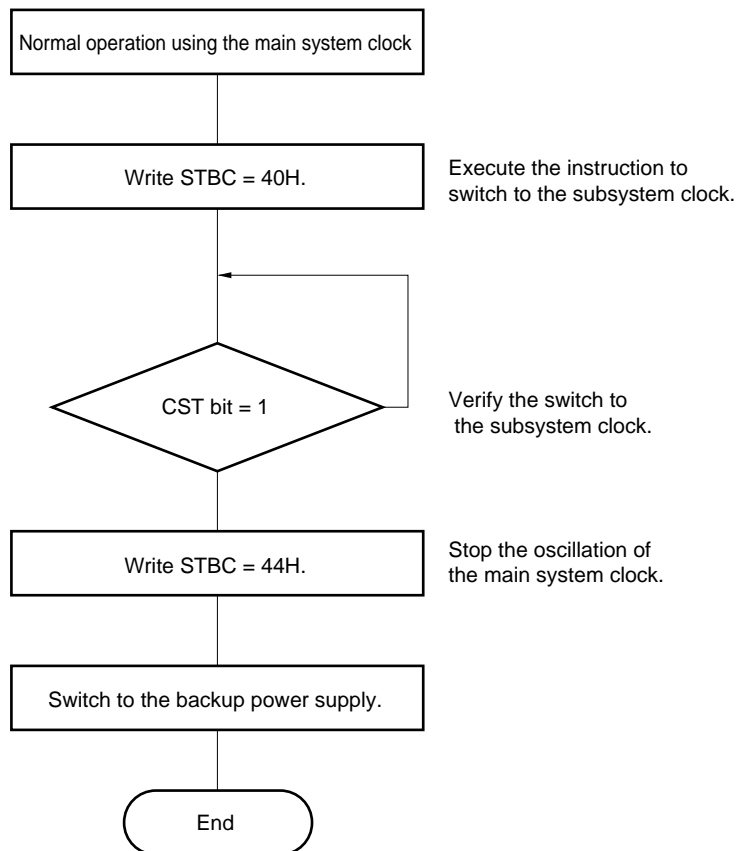 Normal operation using the main system clock
Write STBC = 40H.
Execute the instruction to
switch to the subsystem clock.
CST bit = 1
Verify the switch to
the subsystem clock.
Write STBC = 44H.
Stop the oscillation of
the main system clock.
Switch to the backup power supply.
End